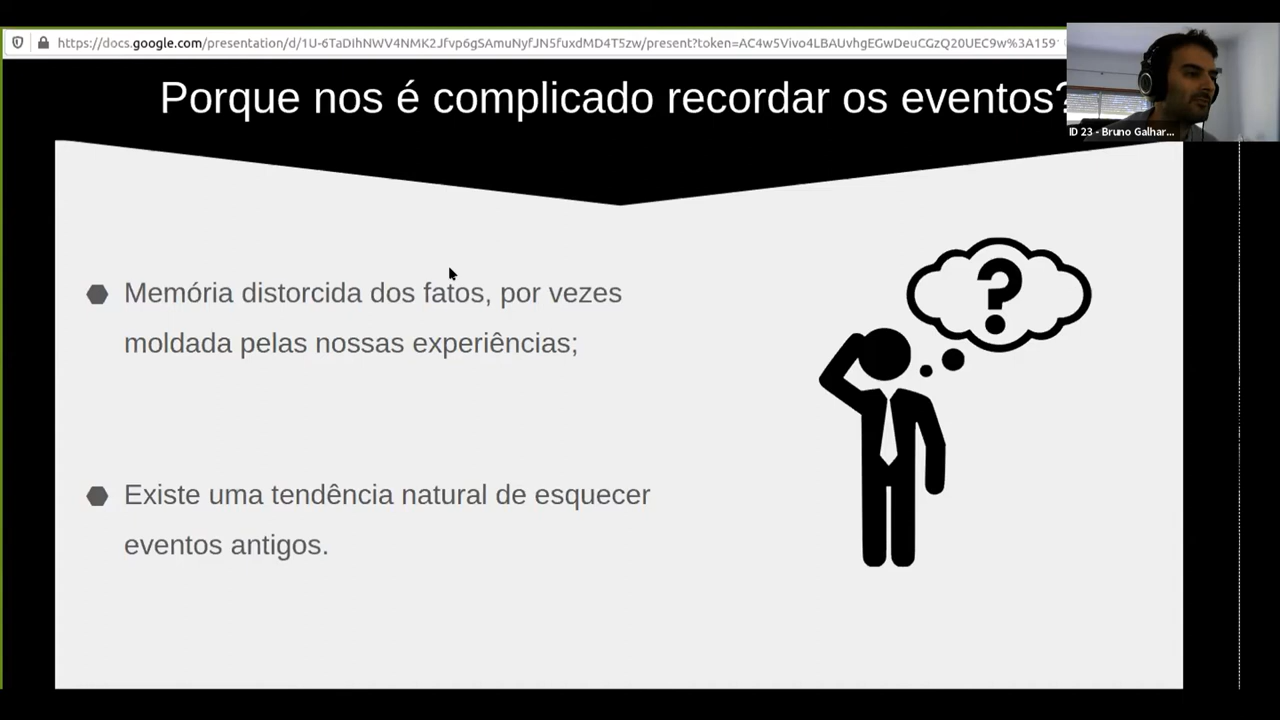 https://docs.google.com/presentation/d/1U-6TaDIhNWV4NMK2Jfvp6gSAmuNyfJN5fuxdMD4T5zw/present?token=AC4w5Vivo4LBAUvhgEGwDeuCGzQ20UEC9w%3A159
Porque nos é complicado recordar os eventos?
ID 23 - Bruno Galhar...
Memória distorcida dos fatos, por vezes
moldada pelas nossas experiências;
Existe uma tendência natural de esquecer
eventos antigos.
?